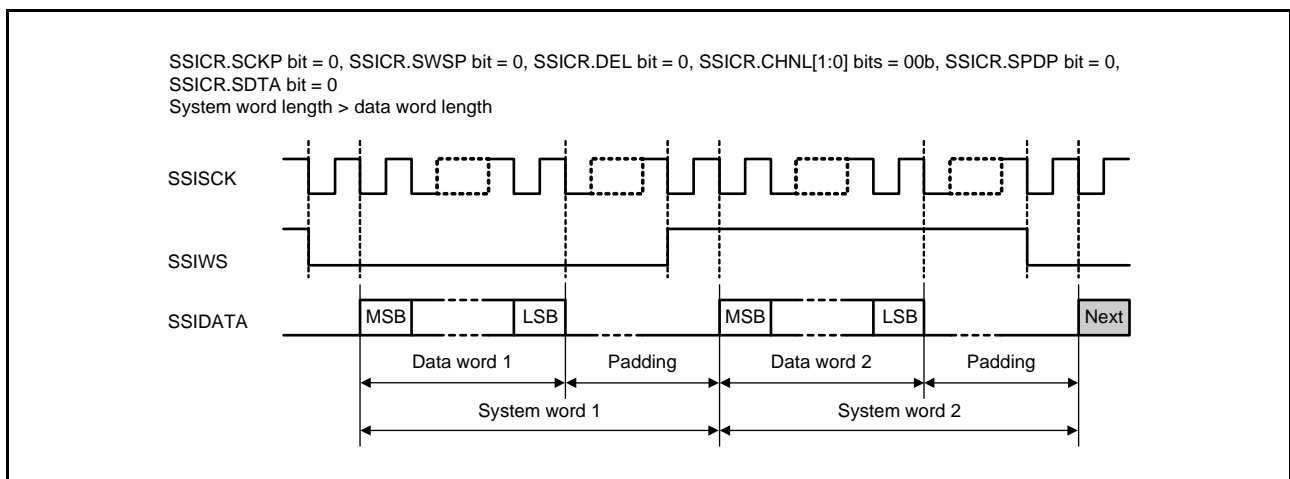 SSICR.SCKP bit = 0, SSICR.SWSP bit = 0, SSICR.DEL bit = 0, SSICR.CHNL[1:0] bits = 00b, SSICR.SPDP bit = 0,
SSICR.SDTA bit = 0
System word length > data word length
SSISCK
SSIWS
SSIDATA
MSB LSB MSB LSB Next
Data word 1 Padding Data word 2 Padding
System word 1 System word 2